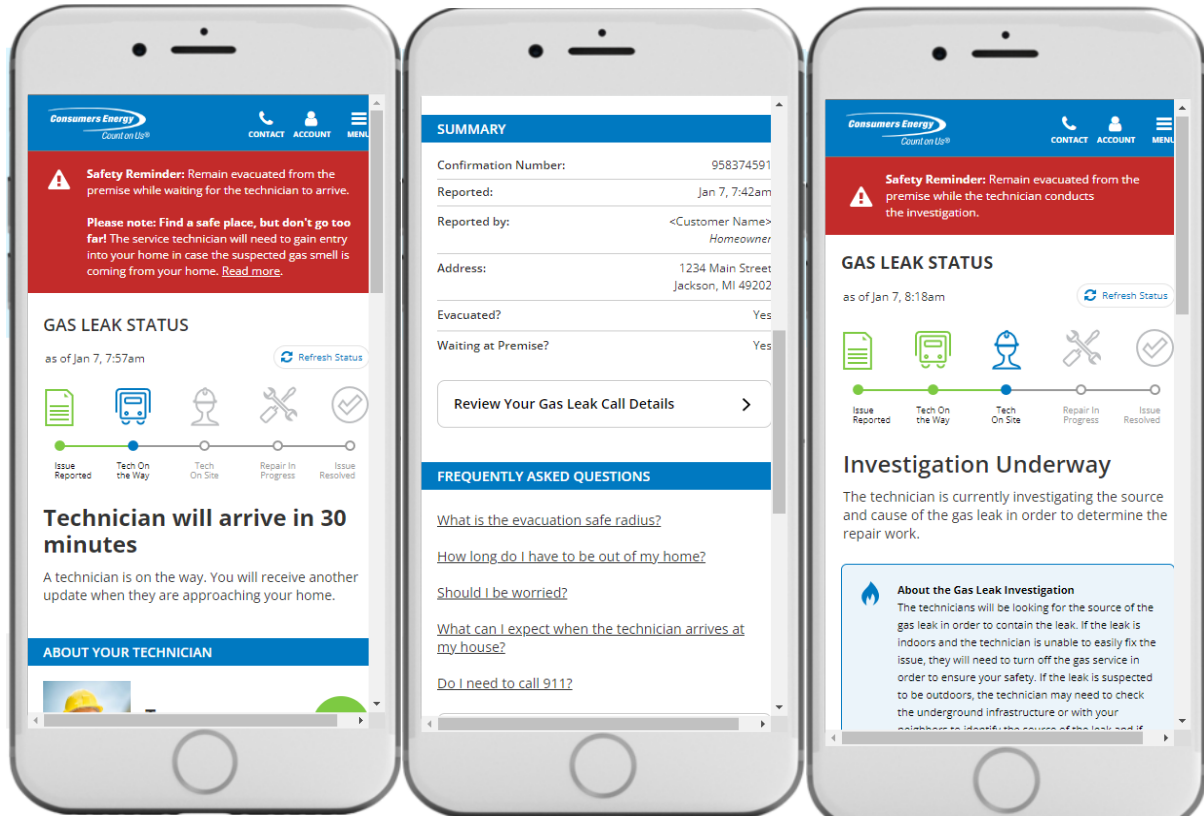 Consumers Energy
Count on Us®
CONTACT ACCOUNT MENU
Safety Reminder: Remain evacuated from the
premise while waiting for the technician to arrive.
Please note: Find a safe place, but don't go too
far! The service technician will need to gain entry
into your home in case the suspected gas smell is
coming from your home. Read more.
GAS LEAK STATUS
as of Jan 7, 7:57am
Refresh Status
Issue Reported
Tech On the Way
Tech On Site
Repair In Progress
Issue Resolved
Technician will arrive in 30
minutes
A technician is on the way. You will receive another
update when they are approaching your home.
ABOUT YOUR TECHNICIAN
SUMMARY
Confirmation Number: 958374591
Reported: Jan 7, 7:42am
Reported by: <Customer Name>
Homeowner
Address: 1234 Main Street
Jackson, MI 49202
Evacuated? Yes
Waiting at Premise? Yes
Review Your Gas Leak Call Details
FREQUENTLY ASKED QUESTIONS
What is the evacuation safe radius?
How long do I have to be out of my home?
Should I be worried?
What can I expect when the technician arrives at
my house?
Do I need to call 911?
Consumers Energy
Count on Us®
CONTACT ACCOUNT MENU
Safety Reminder: Remain evacuated from the
premise while the technician conducts
the investigation.
GAS LEAK STATUS
as of Jan 7, 8:18am
Refresh Status
Issue Reported
Tech On the Way
Tech On Site
Repair In Progress
Issue Resolved
Investigation Underway
The technician is currently investigating the source
and cause of the gas leak in order to determine the
repair work.
About the Gas Leak Investigation
The technicians will be looking for the source of the
gas leak in order to contain the leak. If the leak is
indoors and the technician is unable to easily fix the
issue, they will need to turn off the gas service in
order to ensure your safety. If the leak is suspected
to be outdoors, the technician may need to check
the underground infrastructure or with your
neighbors to identify the source of the leak and if